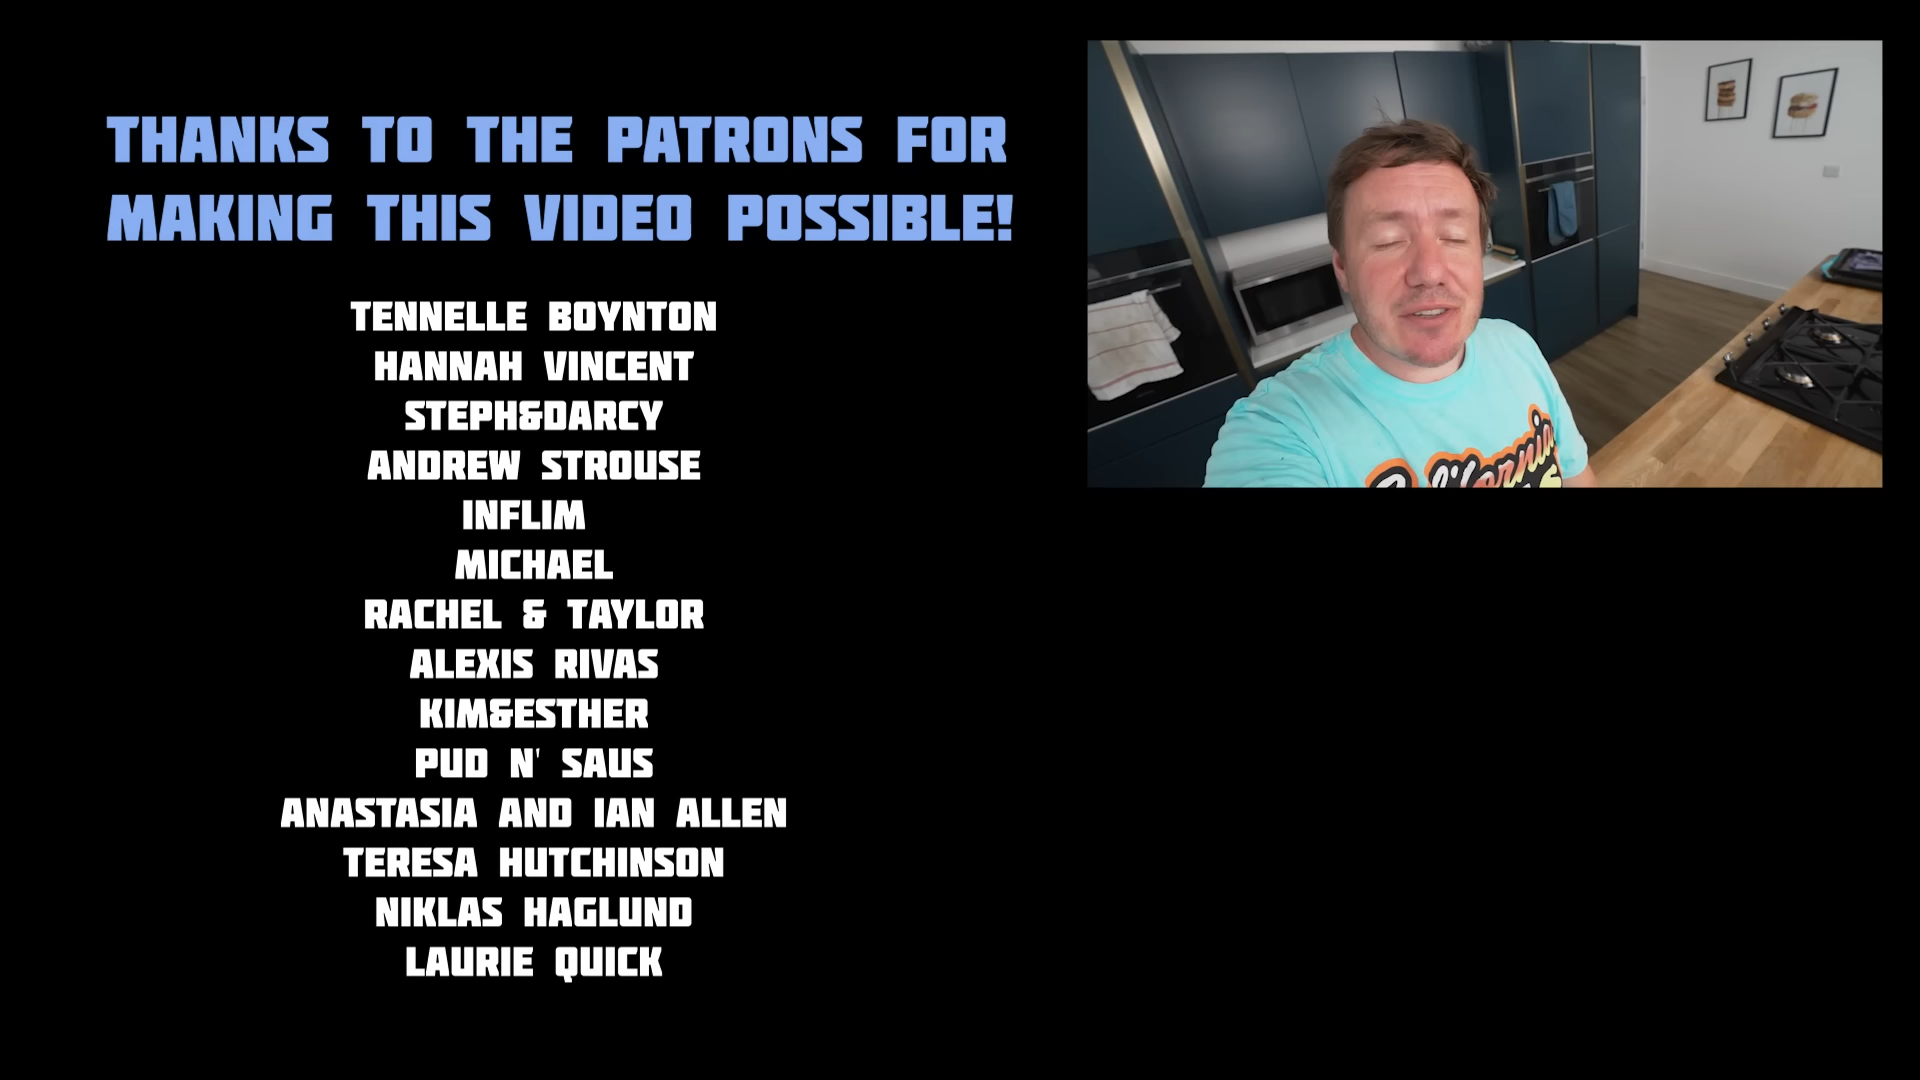 THANKS TO THE PATRONS FOR
MAKING THIS VIDEO POSSIBLE!
TENNELLE BOYNTON
HANNAH VINCENT
STEPH&DARCY
ANDREW STROUSE
INFLIM
MICHAEL
RACHEL & TAYLOR
ALEXIS RIVAS
KIM&ESTHER
PUD N' SAUS
ANASTASIA AND IAN ALLEN
TERESA HUTCHINSON
NIKLAS HAGLUND
LAURIE QUICK
California